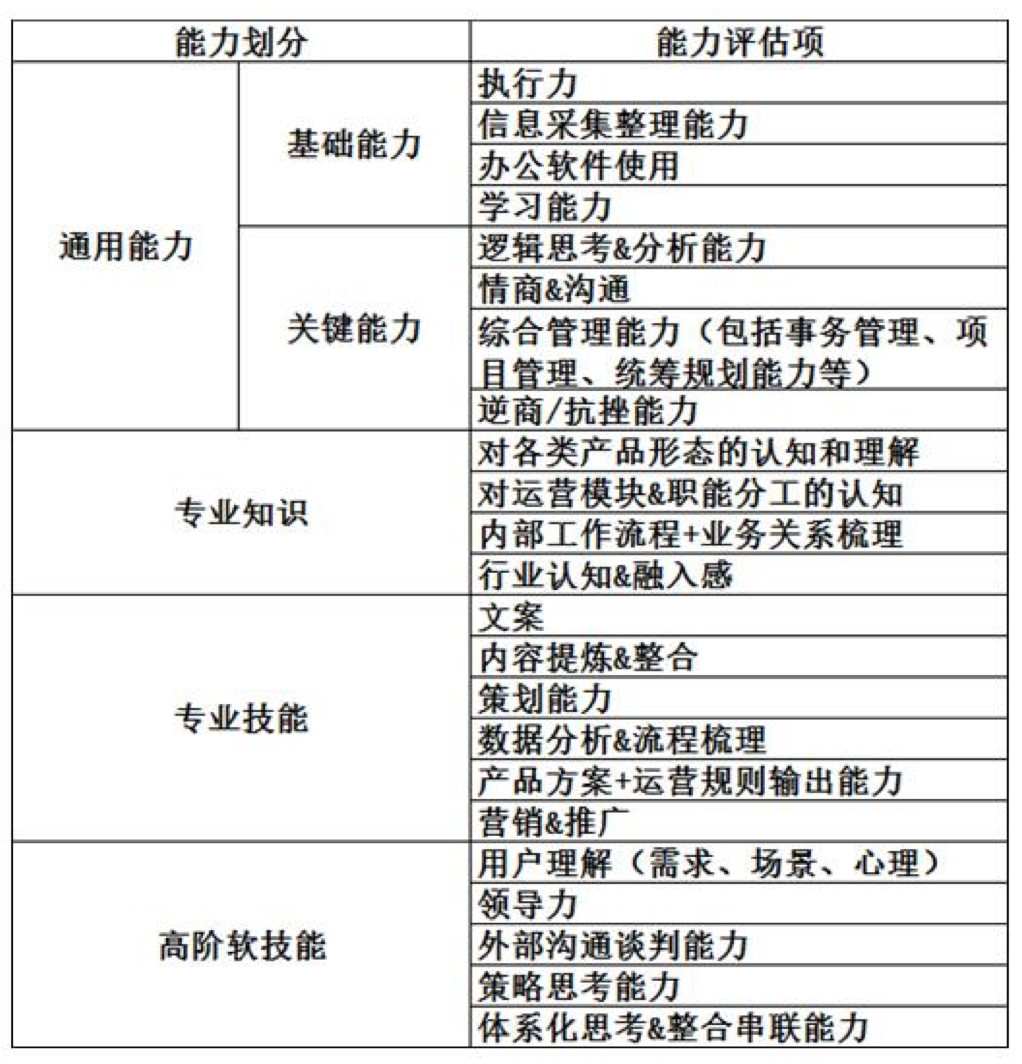 能力划分
能力评估项
通用能力
基础能力
执行力
信息采集整理能力
办公软件使用
学习能力
关键能力
逻辑思考&分析能力
情商&沟通
综合管理能力（包括事务管理、项
目管理、统筹规划能力等）
逆商/抗挫能力
专业知识
对各类产品形态的认知和理解
对运营模块&职能分工的认知
内部工作流程+业务关系梳理
行业认知&融入感
专业技能
文案
内容提炼&整合
策划能力
数据分析&流程梳理
产品方案+运营规则输出能力
营销&推广
高阶软技能
用户理解（需求、场景、心理）
领导力
外部沟通谈判能力
策略思考能力
体系化思考&整合串联能力